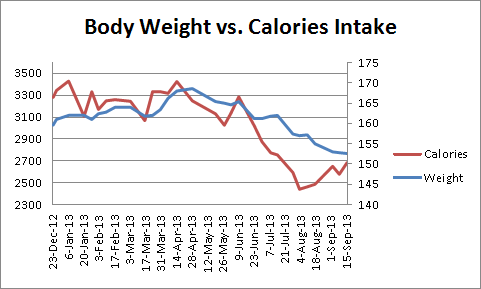 Body Weight vs. Calories Intake
3500
3300
3100
2900
2700
2500
2300
175
170
165
160
155
150
145
140
23-Dec-12
6-Jan-13
20-Jan-13
3-Feb-13
17-Feb-13
3-Mar-13
17-Mar-13
31-Mar-13
14-Apr-13
28-Apr-13
12-May-13
26-May-13
9-Jun-13
23-Jun-13
7-Jul-13
21-Jul-13
4-Aug-13
18-Aug-13
1-Sep-13
15-Sep-13
Calories
Weight